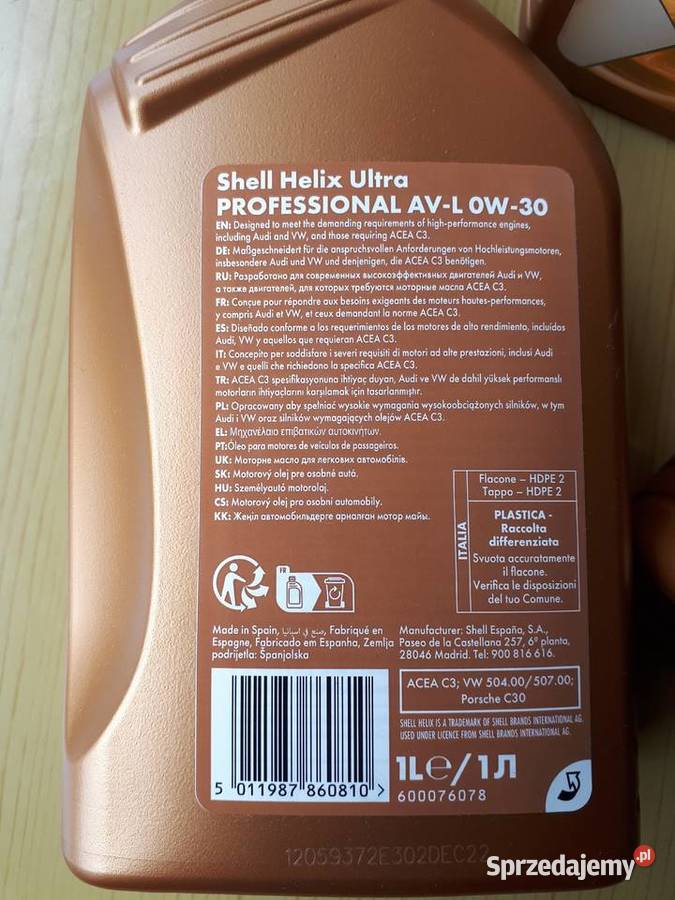 Shell Helix Ultra
PROFESSIONAL AV-L 0W-30
EN: Designed to meet the demanding requirements of high-performance engines,
including Audi and VW, and those requiring ACEA C3.
DE: Maßgeschneidert für die anspruchsvollen Anforderungen von Hochleistungsmotoren,
insbesondere Audi und VW und denjenigen, die ACEA C3 benötigen.
RU: Разработано для современных высокоэффективных двигателей Audi и VW,
а также двигателей, для которых требуются моторные масла ACEA C3.
FR: Conçue pour répondre aux besoins exigeants des moteurs hautes-performances,
y compris Audi et VW, et ceux demandant la norme ACEA C3.
ES: Diseñado conforme a los requerimientos de los motores de alto rendimiento, incluídos
Audi, VW y aquellos que requieran ACEA C3.
IT: Concepito per soddisfare i severi requisiti di motori ad alte prestazioni, inclusi Audi
e VW e quelli che richiedono la specifica ACEA C3.
TR: ACEA C3 spesifikasyonuna ihtiyaç duyan, Audi ve VW de dahil yüksek performanslı
motorların ihtiyaçlarını karşılamak için tasarlanmıştır.
PL: Opracowany aby spełniać wysokie wymagania wysokoobciążonych silników, w tym
Audi i VW oraz silników wymagających olejów ACEA C3.
EL: Μηχανέλαιο επιβατικών αυτοκινήτων.
PT: Óleo para motores de veículos de passageiros.
UK: Моторне масло для легкових автомобілів.
SK: Motorový olej pre osobné autá.
HU: Személyautó motorolaj.
CS: Motorový olej pro osobní automobily.
KK: Жеңіл автомобильдерге арналған мотор майы.
ITALIA
Flacone – HDPE 2
Tappo – HDPE 2
PLASTICA -
Raccolta
differenziata
Svuota accuratamente
il flacone.
Verifica le disposizioni
del tuo Comune.
FR
Made in Spain, صنع في اسبانيا, Fabriqué en
Espagne, Fabricado em Espanha, Zemlja
podrijetla: Španjolska
Manufacturer: Shell España, S.A.,
Paseo de la Castellana 257, 6º planta,
28046 Madrid. Tel: 900 816 616.
ACEA C3; VW 504.00/507.00;
Porsche C30
SHELL HELIX IS A TRADEMARK OF SHELL BRANDS INTERNATIONAL AG.
USED UNDER LICENCE FROM SHELL BRANDS INTERNATIONAL AG.
5 011987 860810 >
1L℮/1Л
600076078
12059372E302DEC22
Sprzedajemy.pl